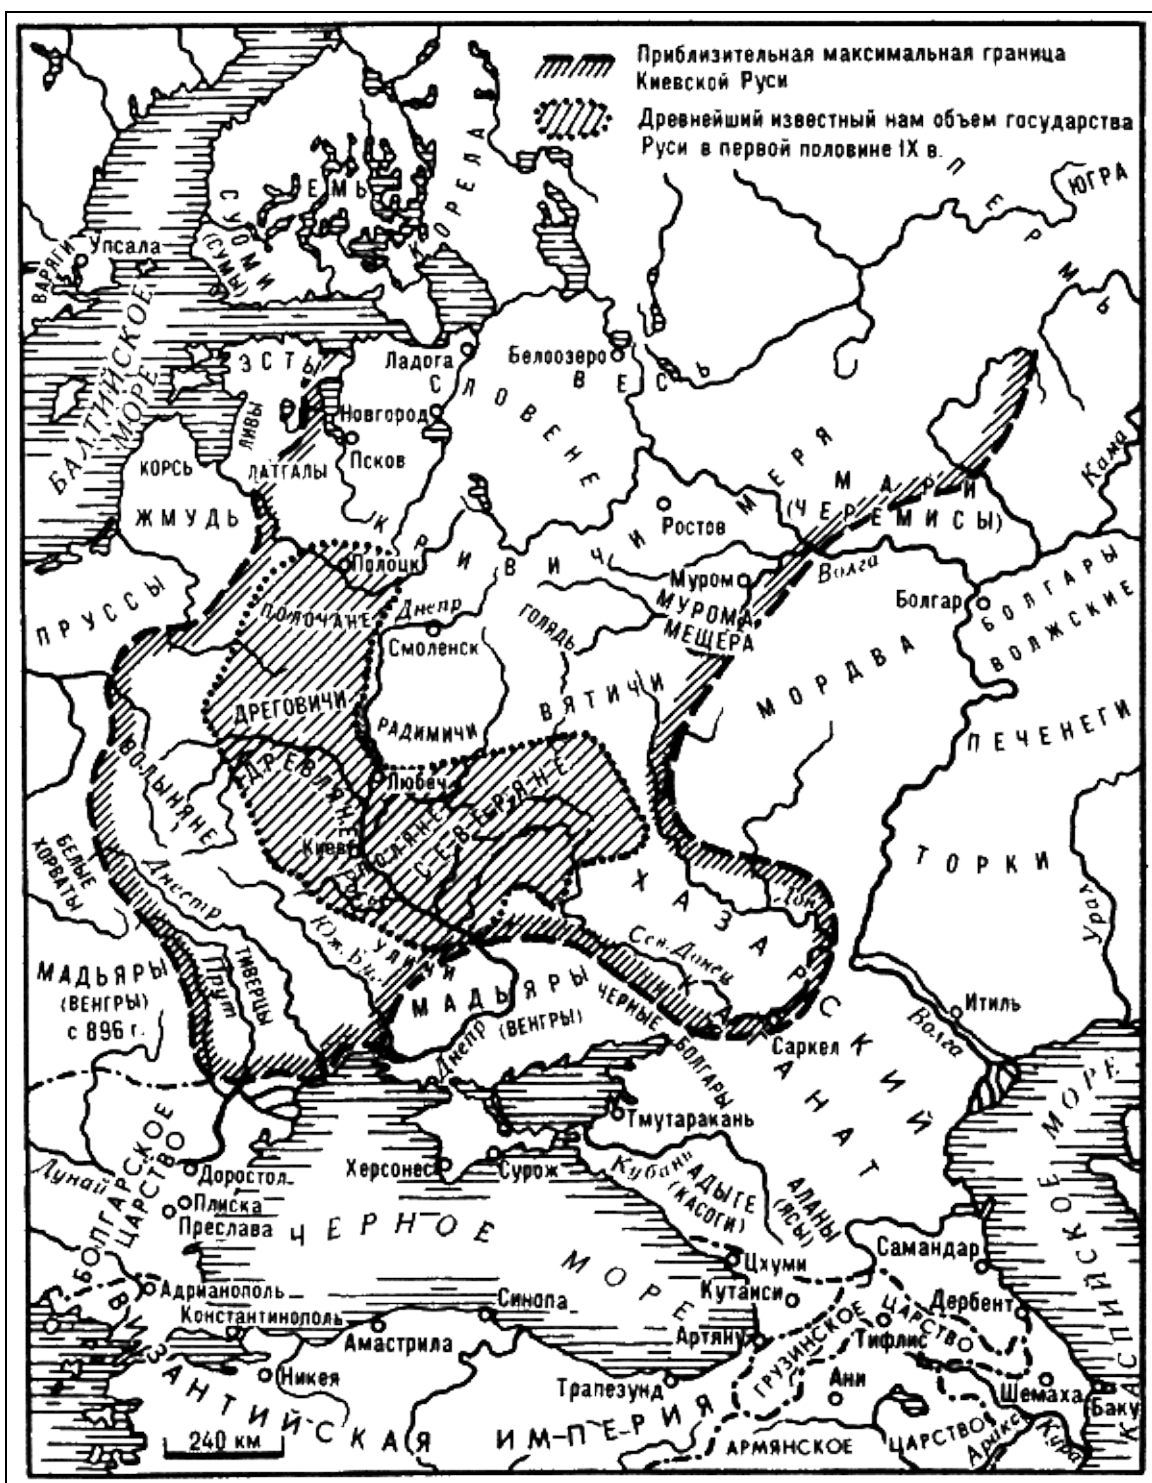 Приблизительная максимальная граница
Киевской Руси
Древнейший известный нам объем государства
Руси в первой половине IX в.
ЮГРА
ПЕРМЬ
КОРЕЛА
ЕМЬ
СУОМИ
(СУМЬ)
ВАРЯГИ
Упсала
БАЛТИЙСКОЕ
МОРЕ
ЭСТЫ
Ладога
Белоозеро
ВЕСЬ
СЛОВЕНЕ
Новгород
ЛИВЫ
Псков
ЛАТГАЛЫ
КОРСЬ
ЖМУДЬ
МЕРЯ
МАРИ
(ЧЕРЕМИСЫ)
Кама
Ростов
КРИВИЧИ
Полоцк
Волга
Муром
МУРОМА
МЕЩЕРА
Болгар
БОЛГАРЫ
ВОЛЖСКИЕ
ПРУССЫ
ПОЛОЧАНЕ
Днепр
ГОЛЯДЬ
Смоленск
МОРДВА
ВЯТИЧИ
ДРЕГОВИЧИ
РАДИМИЧИ
ПЕЧЕНЕГИ
ВОЛЫНЯНЕ
ДРЕВЛЯНЕ
Любеч
СЕВЕРЯНЕ
ПОЛЯНЕ
Киев
Русь
БЕЛЫЕ
ХОРВАТЫ
Днестр
ТОРКИ
Урал
ХАЗАРСКИЙ
КАГАНАТ
Дон
Сев. Донец
Юж. Буг
УЛИЧИ
МАДЬЯРЫ
(ВЕНГРЫ)
с 896 г.
Прут
ТИВЕРЦЫ
МАДЬЯРЫ
(ВЕНГРЫ)
Днепр
ЧЕРНЫЕ
БОЛГАРЫ
Саркел
Итиль
Волга
Тмутаракань
КАСПИЙСКОЕ МОРЕ
БОЛГАРСКОЕ
ЦАРСТВО
Дунай
Доростол
Плиска
Преслава
Херсонес
Сурож
Кубань
АДЫГЕ
(КАСОГИ)
АЛАНЫ
(ЯСЫ)
ЧЕРНОЕ МОРЕ
Самандар
Цхуми
Кутаиси
Дербент
Адрианополь
Константинополь
Синопа
Амастрила
Артяну
ГРУЗИНСКОЕ
ЦАРСТВО
Тифлис
Никея
Трапезунд
Ани
Шемаха
Баку
ВИЗАНТИЙСКАЯ ИМПЕРИЯ
АРМЯНСКОЕ ЦАРСТВО
Аракс
Кура
240 км